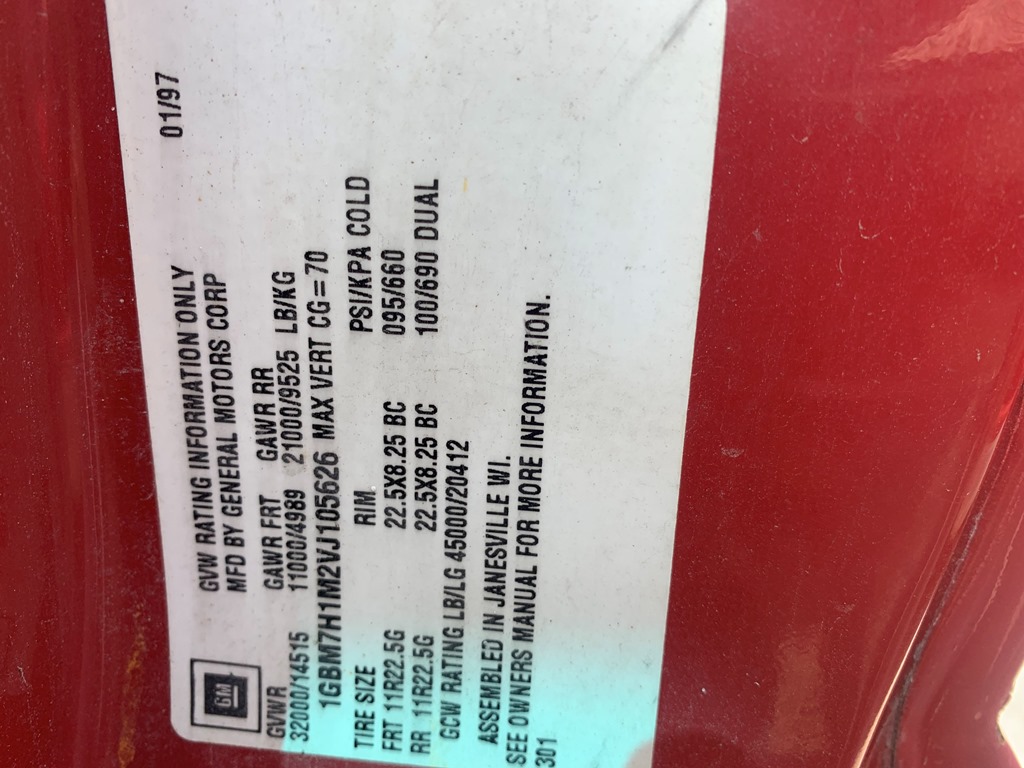 GM
GVW RATING INFORMATION ONLY 01/97
MFD BY GENERAL MOTORS CORP
GVWR GAWR FRT GAWR RR
32000/14515 11000/4989 21000/9525 LB/KG
1GBM7H1M2VJ105626 MAX VERT CG=70
TIRE SIZE RIM PSI/KPA COLD
FRT 11R22.5G 22.5X8.25 BC 095/660
RR 11R22.5G 22.5X8.25 BC 100/690 DUAL
GCW RATING LB/LG 45000/20412
ASSEMBLED IN JANESVILLE WI.
SEE OWNERS MANUAL FOR MORE INFORMATION.
301